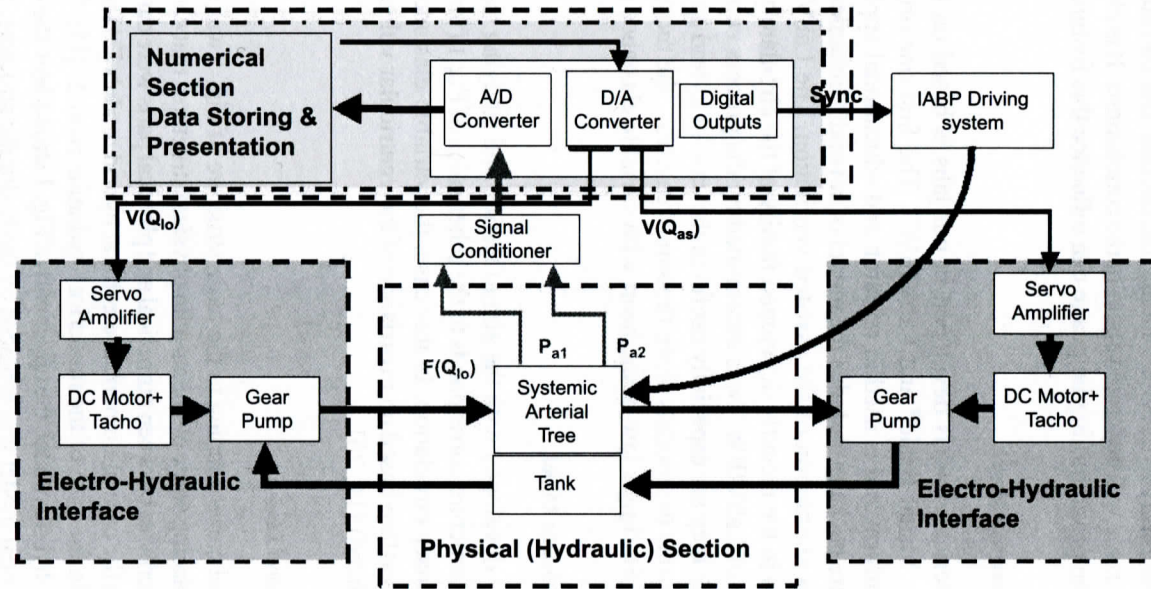 Numerical
Section
Data Storing &
Presentation
A/D
Converter
D/A
Converter
Digital
Outputs
Sync
IABP Driving
system
V(Qlo)
Signal
Conditioner
V(Qas)
Servo
Amplifier
Servo
Amplifier
Pa1
Pa2
F(Qlo)
DC Motor+
Tacho
Gear
Pump
Systemic
Arterial
Tree
Gear
Pump
DC Motor+
Tacho
Tank
Electro-Hydraulic
Interface
Electro-Hydraulic
Interface
Physical (Hydraulic) Section